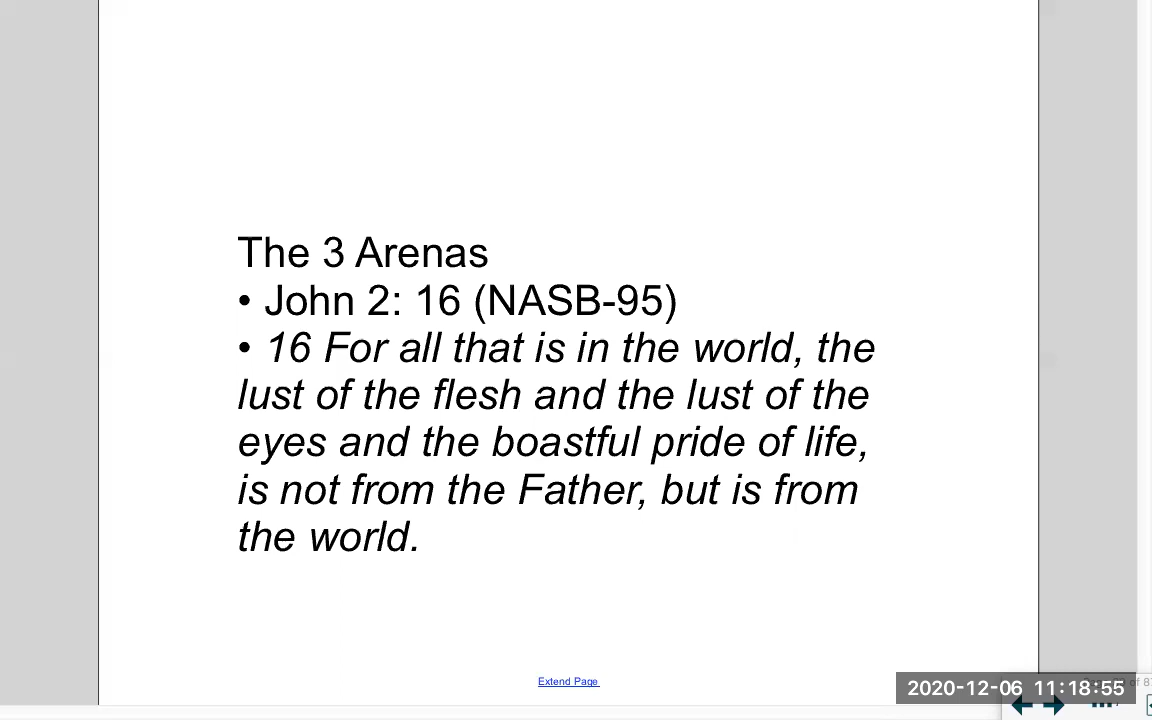 The 3 Arenas
• John 2: 16 (NASB-95)
• 16 For all that is in the world, the
lust of the flesh and the lust of the
eyes and the boastful pride of life,
is not from the Father, but is from
the world.
Extend Page
2020-12-06 11:18:55